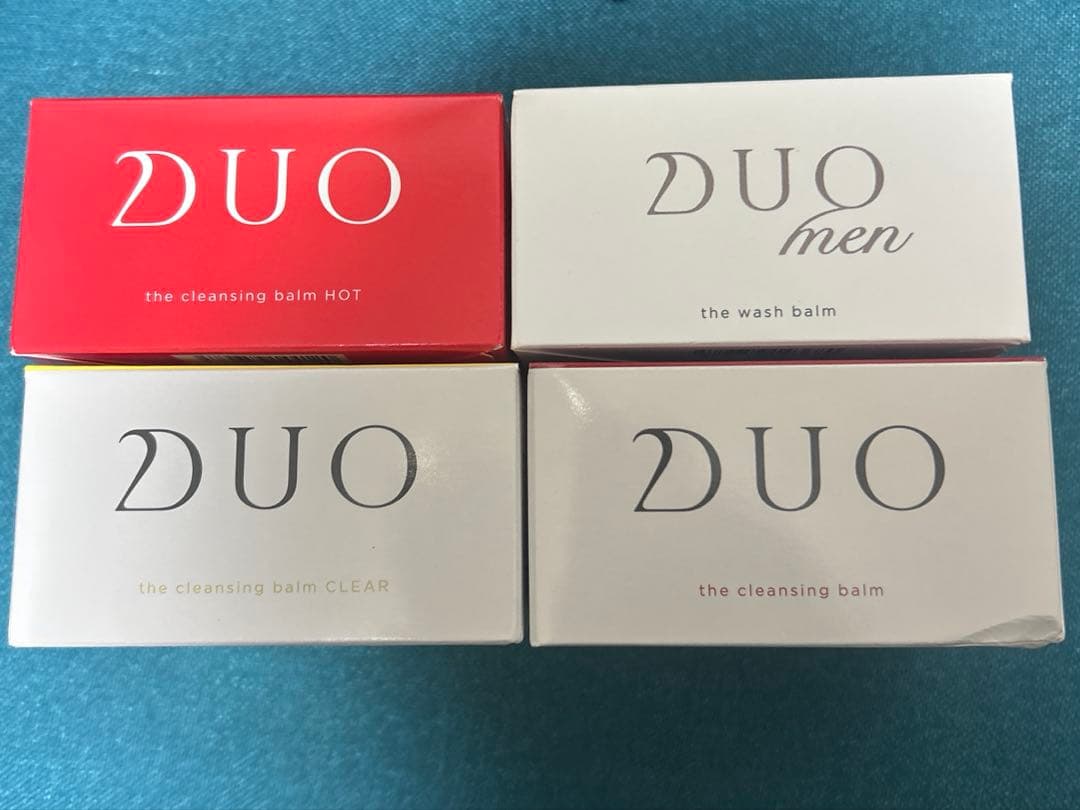 DUO
the cleansing balm HOT
DUO
men
the wash balm
DUO
the cleansing balm CLEAR
DUO
the cleansing balm